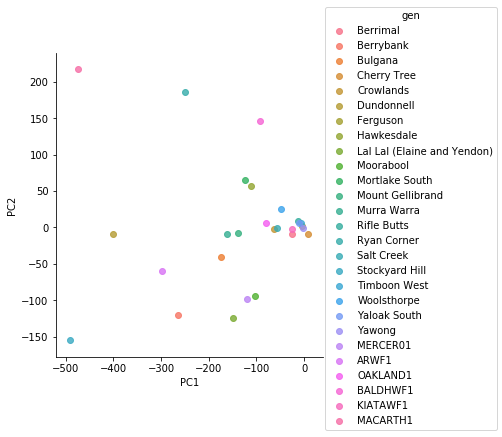 gen
Berrimal
Berrybank
Bulgana
Cherry Tree
Crowlands
Dundonnell
Ferguson
Hawkesdale
Lal Lal (Elaine and Yendon)
Moorabool
Mortlake South
Mount Gellibrand
Murra Warra
Rifle Butts
Ryan Corner
Salt Creek
Stockyard Hill
Timboon West
Woolsthorpe
Yaloak South
Yawong
MERCER01
ARWF1
OAKLAND1
BALDHWF1
KIATAWF1
MACARTH1
200
150
100
50
0
−50
−100
−150
PC2
−500
−400
−300
−200
−100
0
PC1